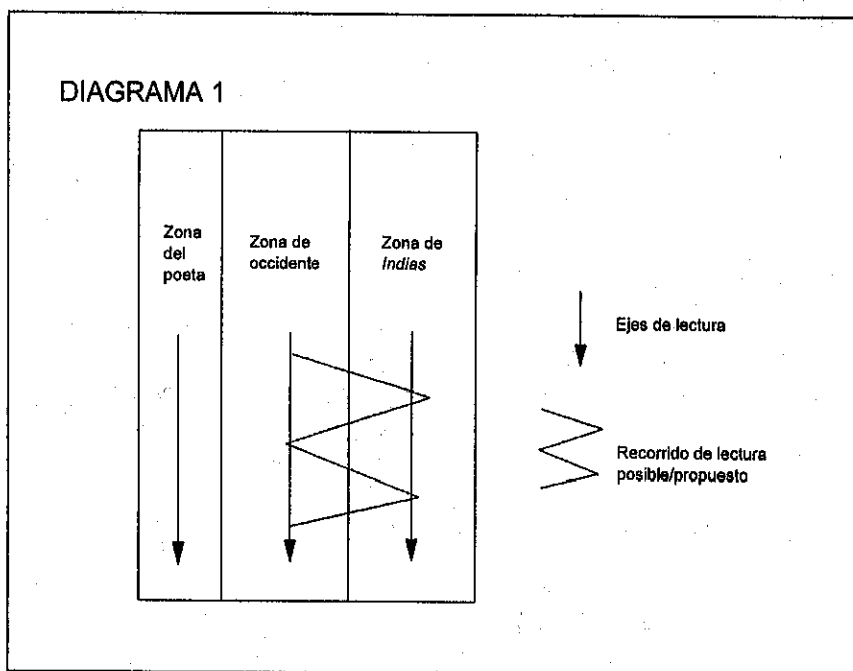 DIAGRAMA 1
Zona
del
poeta
Zona de
occidente
Zona de
Indias
Ejes de lectura
Recorrido de lectura
posible/propuesto